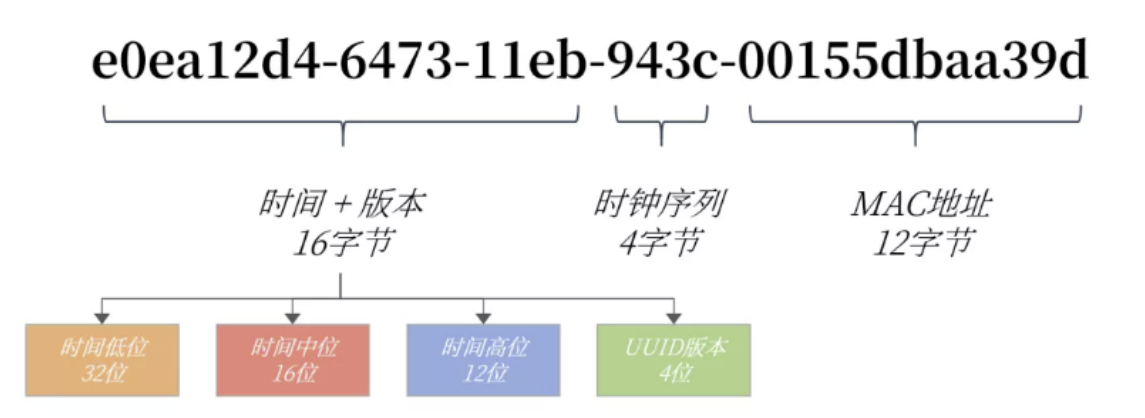 e0ea12d4-6473-11eb-943c-00155dbaa39d
时间 + 版本
16字节
时钟序列
4字节
MAC地址
12字节
时间低位
32位
时间中位
16位
时间高位
12位
UUID版本
4位